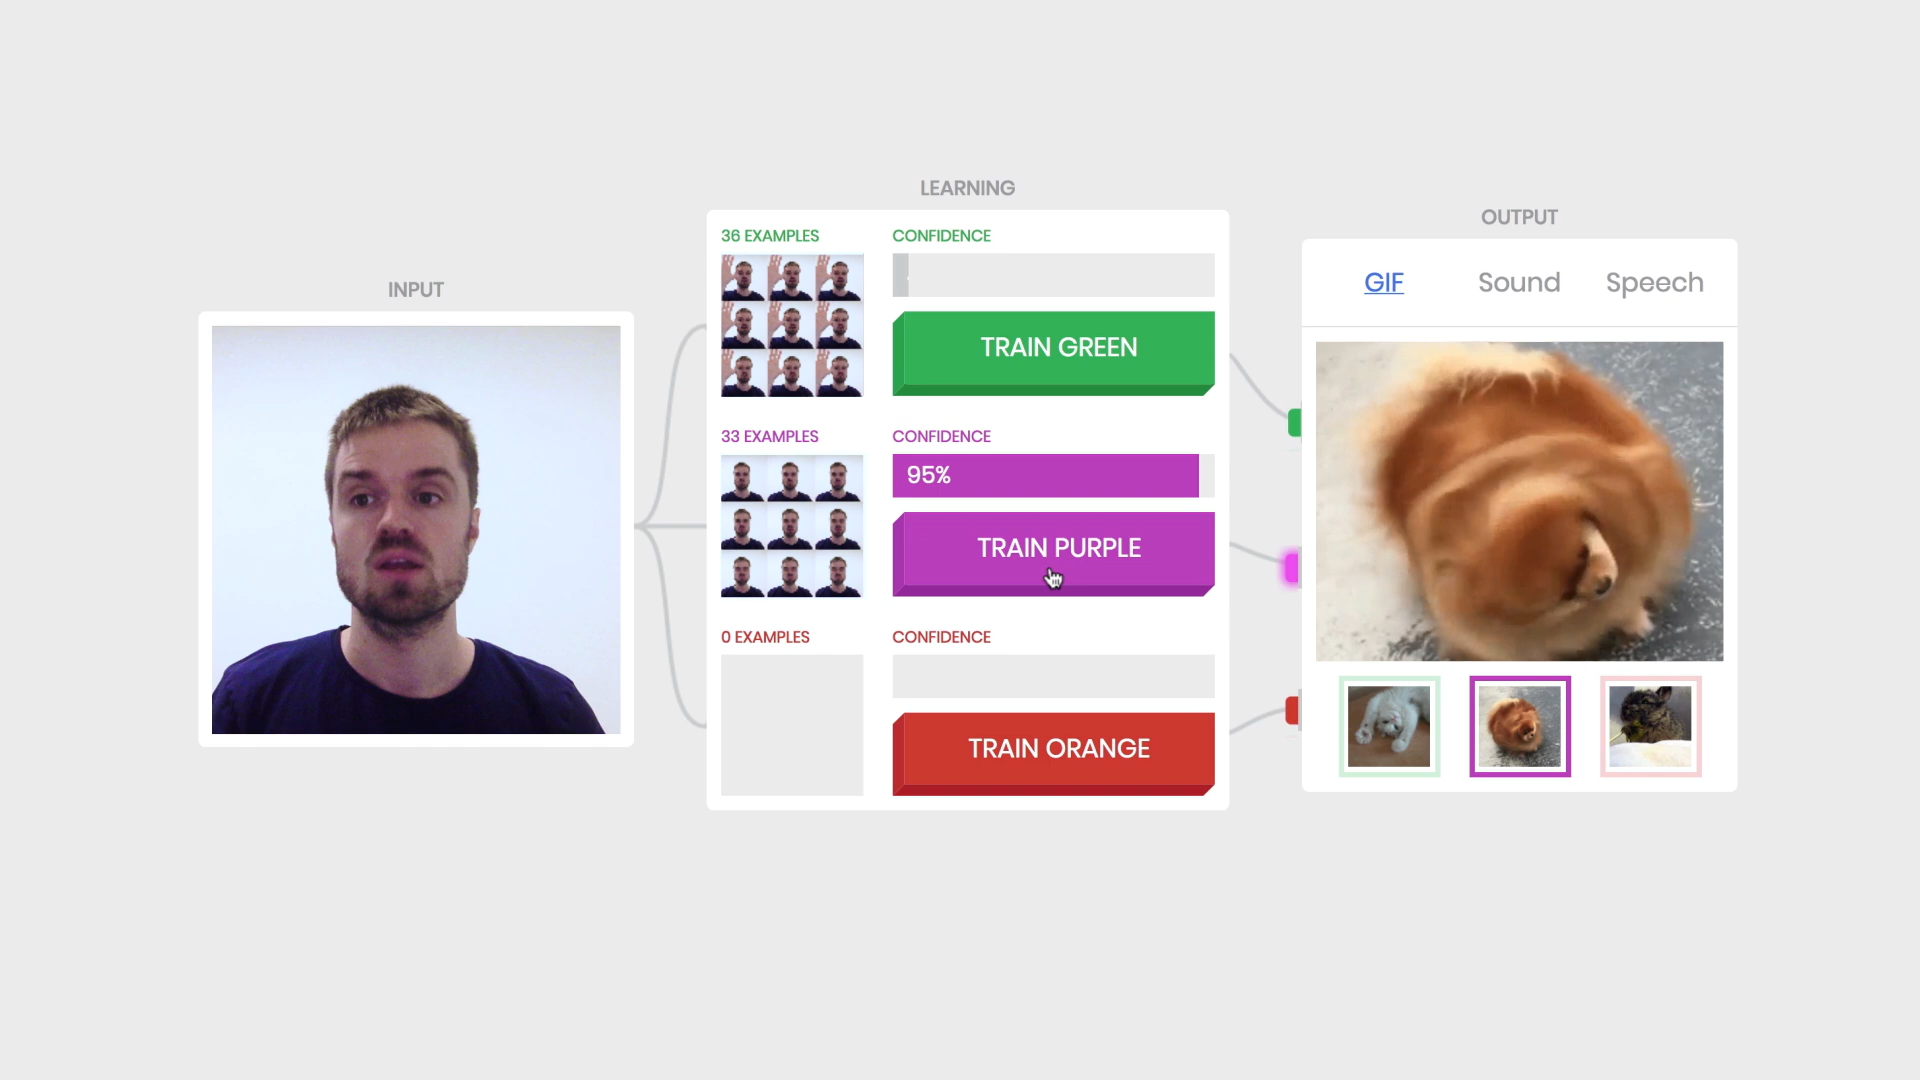 INPUT
LEARNING
36 EXAMPLES
CONFIDENCE
TRAIN GREEN
33 EXAMPLES
CONFIDENCE
95%
TRAIN PURPLE
0 EXAMPLES
CONFIDENCE
TRAIN ORANGE
OUTPUT
GIF Sound Speech